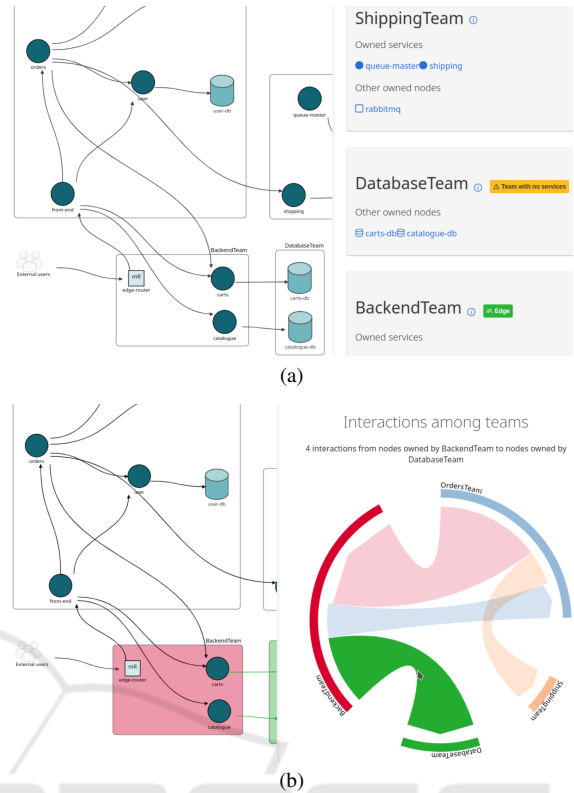 ShippingTeam
Owned services
queue-master shipping
Other owned nodes
rabbitmq
DatabaseTeam
Team with no services
Other owned nodes
carts-db catalogue-db
BackendTeam
Edge
Owned services
orders
user
user-db
queue-master
front-end
shipping
BackendTeam
DatabaseTeam
External users
mR
edge-router
carts
carts-db
catalogue
catalogue-db
(a)
Interactions among teams
4 interactions from nodes owned by BackendTeam to nodes owned by
DatabaseTeam
orders
user
user-db
front-end
BackendTeam
External users
mR
edge-router
carts
catalogue
OrdersTeam
ShippingTeam
BackendTeam
DatabaseTeam
(b)